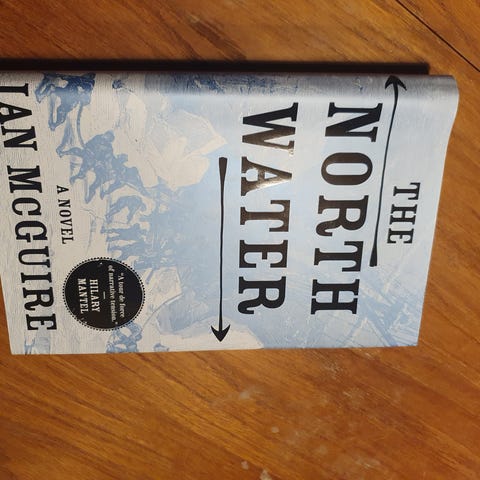 THE
NORTH
WATER
A NOVEL
"A tour de force
of narrative tension."
—HILARY
MANTEL
IAN MCGUIRE